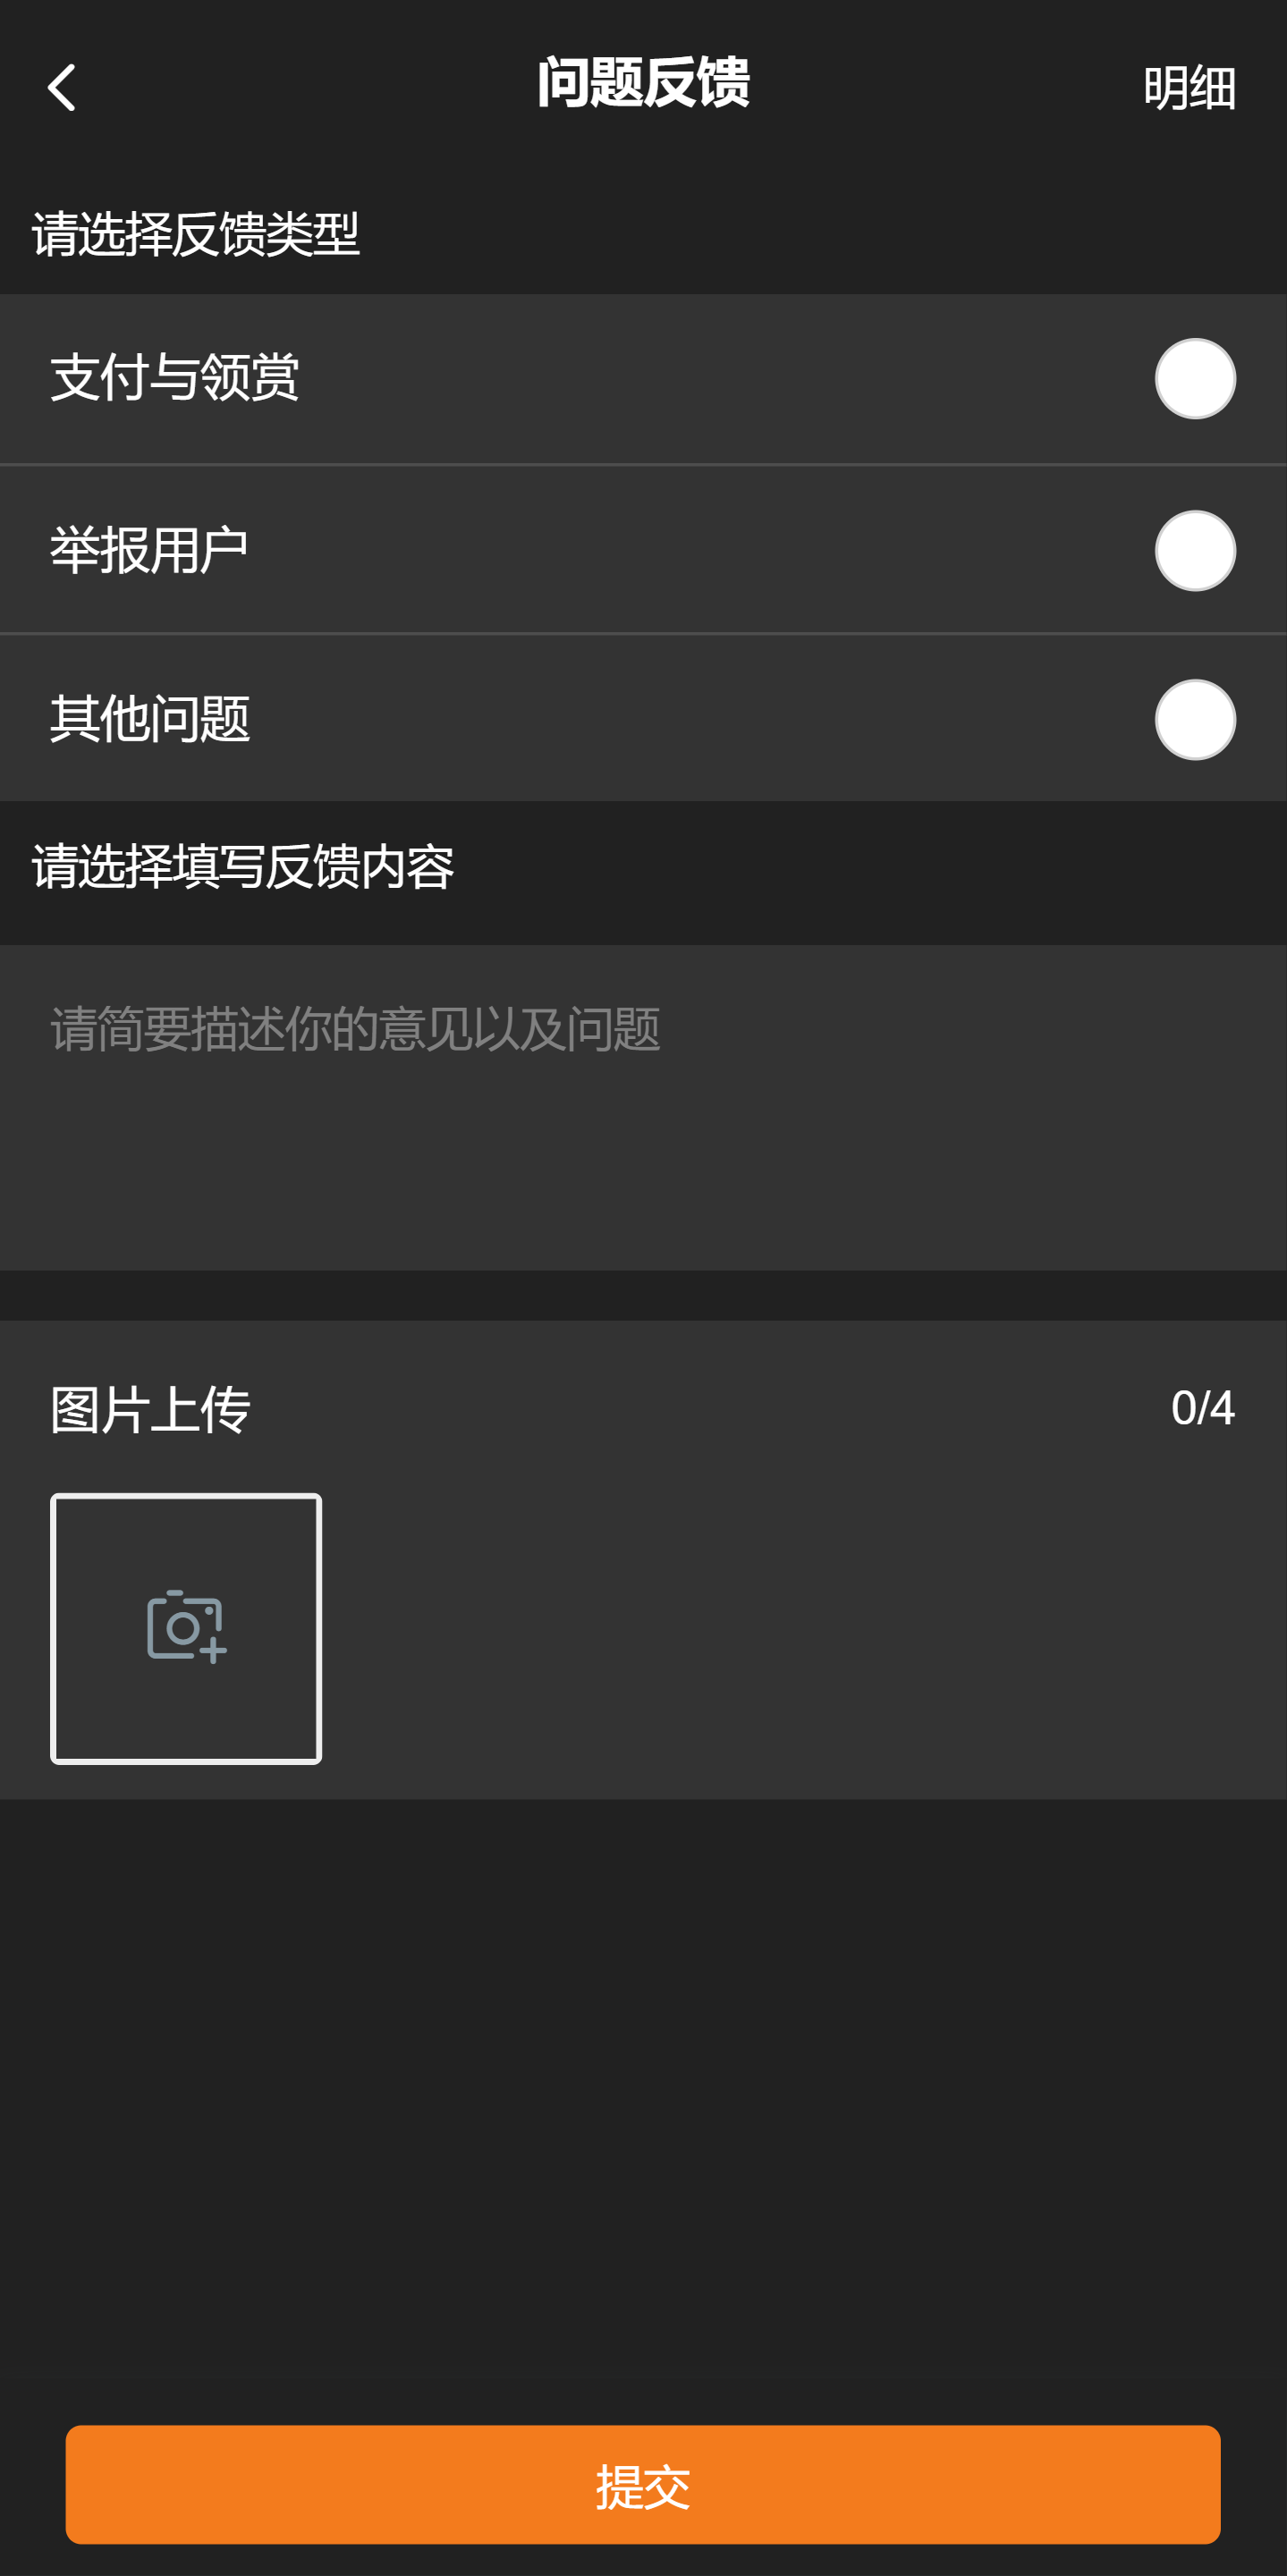 问题反馈
明细
请选择反馈类型
支付与领赏
举报用户
其他问题
请选择填写反馈内容
请简要描述你的意见以及问题
图片上传
0/4
提交